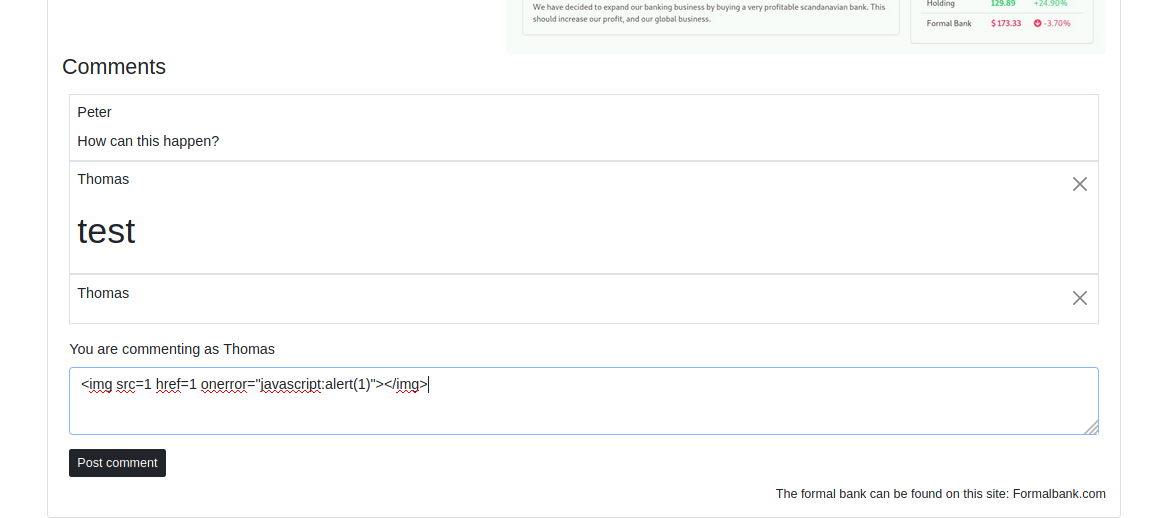 We have decided to expand our banking business by buying a very profitable scandanavian bank. This
should increase our profit, and our global business.
Holding 129.89 +24.90%
Formal Bank $173.33 -3.70%
Comments
Peter
How can this happen?
Thomas
test
Thomas
You are commenting as Thomas
<img src=1 href=1 onerror="javascript:alert(1)"></img>
Post comment
The formal bank can be found on this site: Formalbank.com